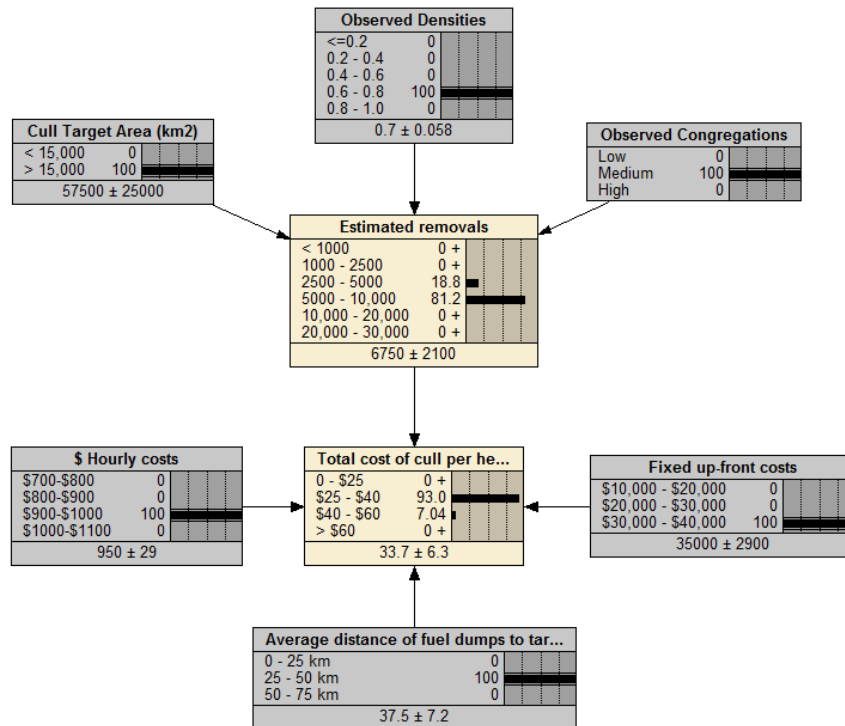 Observed Densities
<=0.2 0
0.2 - 0.4 0
0.4 - 0.6 0
0.6 - 0.8 100
0.8 - 1.0 0
0.7 ± 0.058
Cull Target Area (km2)
< 15,000 0
> 15,000 100
57500 ± 25000
Observed Congregations
Low 0
Medium 100
High 0
Estimated removals
< 1000 0 +
1000 - 2500 0 +
2500 - 5000 18.8
5000 - 10,000 81.2
10,000 - 20,000 0 +
20,000 - 30,000 0 +
6750 ± 2100
$ Hourly costs
$700-$800 0
$800-$900 0
$900-$1000 100
$1000-$1100 0
950 ± 29
Total cost of cull per he...
0 - $25 0 +
$25 - $40 93.0
$40 - $60 7.04
> $60 0 +
33.7 ± 6.3
Fixed up-front costs
$10,000 - $20,000 0
$20,000 - $30,000 0
$30,000 - $40,000 100
35000 ± 2900
Average distance of fuel dumps to tar...
0 - 25 km 0
25 - 50 km 100
50 - 75 km 0
37.5 ± 7.2